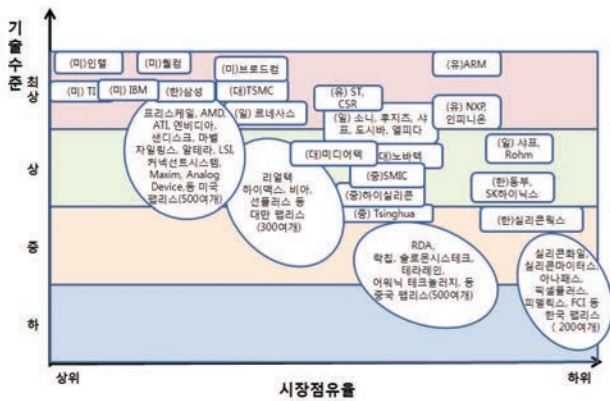 기술수준
최상
상
중
하
(미)인텔
(미)퀄컴
(미)브로드컴
(유)ARM
(미) TI
(미) IBM
(한)삼성
(대)TSMC
(유) ST,
CSR
(유) NXP,
인피니온
(일) 르네사스
(일) 소니, 후지즈, 샤
프, 도시바, 엘피다
프리스케일, AMD,
ATI, 엔비디아,
샌디스크, 마벨
자일링스, 알테라, LSI,
커넥선트시스템,
Maxim, Analog
Device,등 미국
팹리스(500여개)
(대)미디어텍
(대)노바텍
(일) 샤프,
Rohm
리얼텍
하이맥스, 비아,
선플러스 등
대만 팹리스
(300여개)
(중)SMIC
(중)하이실리콘
(중) Tsinghua
(한)동부,
SK하이닉스
(한)실리콘웍스
RDA,
락칩, 솔로몬시스테크,
테라레인,
어워닉 테크놀러지, 등
중국 팹리스(500여개)
실리콘화일,
실리콘마이터스,
아나패스,
픽셀플러스,
피델릭스, FCI 등
한국 팹리스
( 200여개)
상위
시장점유율
하위